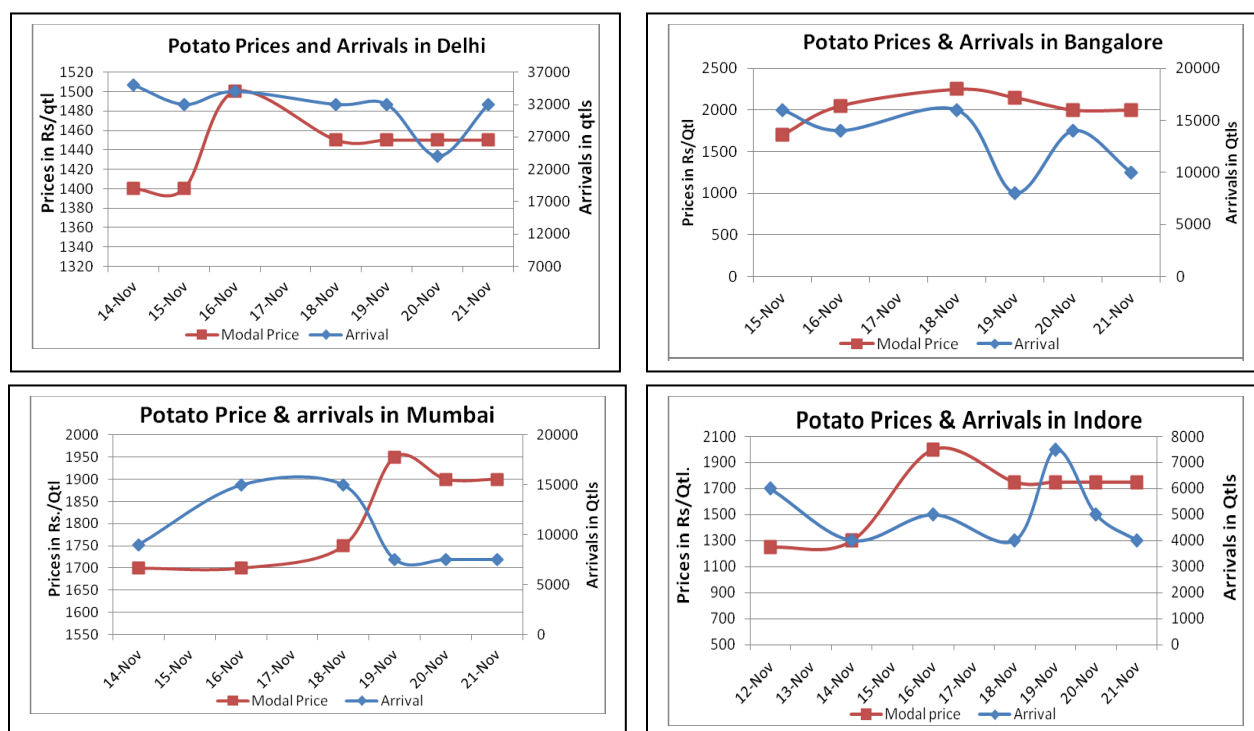 Potato Prices and Arrivals in Delhi
Prices in Rs/qtl
1520
1500
1480
1460
1440
1420
1400
1380
1360
1340
1320
37000
32000
27000
22000
17000
12000
7000
Arrivals in qtls
14-Nov
15-Nov
16-Nov
17-Nov
18-Nov
19-Nov
20-Nov
21-Nov
Modal Price
Arrival
Potato Prices & Arrivals in Bangalore
Prices in Rs/Qtl
2500
2000
1500
1000
500
0
20000
15000
10000
5000
0
Arrivals in Qtls
15-Nov
16-Nov
17-Nov
18-Nov
19-Nov
20-Nov
21-Nov
Modal Price
Arrival
Potato Price & arrivals in Mumbai
Prices in Rs./Qtl
2000
1950
1900
1850
1800
1750
1700
1650
1600
1550
20000
15000
10000
5000
0
Arrivals in Qtls
14-Nov
15-Nov
16-Nov
17-Nov
18-Nov
19-Nov
20-Nov
21-Nov
Modal Price
Arrival
Potato Prices & Arrivals in Indore
Prices in Rs/Qtl.
2100
1900
1700
1500
1300
1100
900
700
500
8000
7000
6000
5000
4000
3000
2000
1000
0
Arrivals in Qtls
12-Nov
13-Nov
14-Nov
15-Nov
16-Nov
17-Nov
18-Nov
19-Nov
20-Nov
21-Nov
Modal price
Arrival